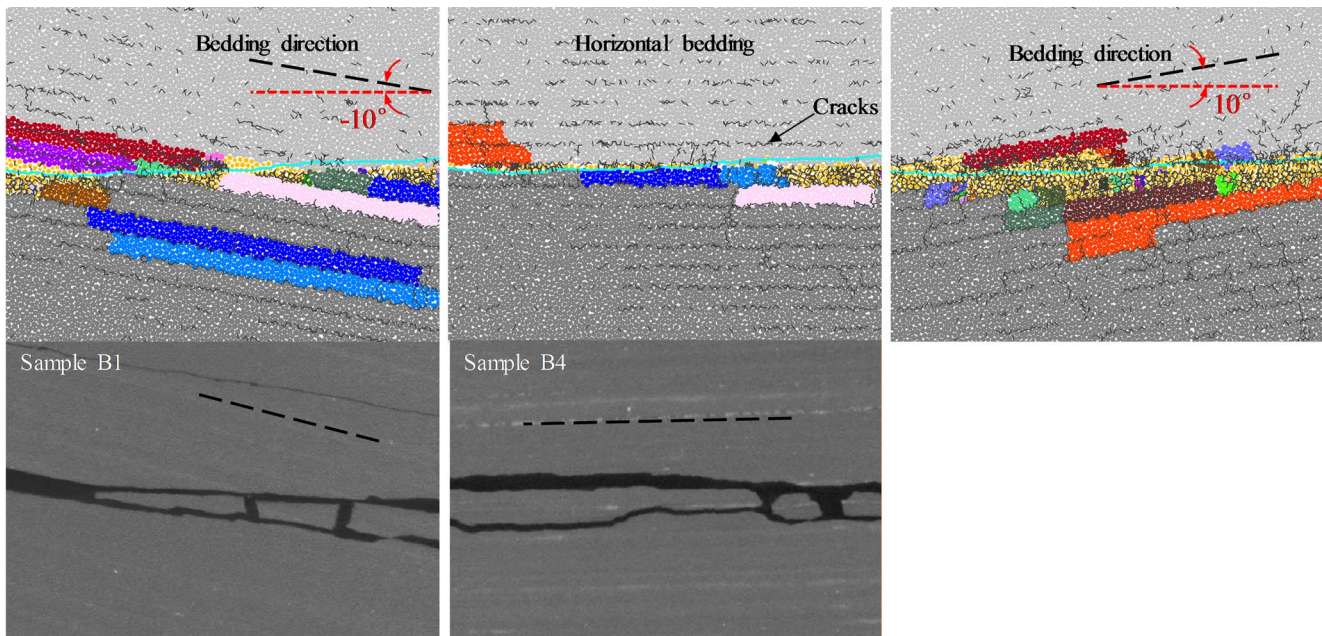 Bedding direction
-10°
Horizontal bedding
Cracks
Bedding direction
10°
Sample B1
Sample B4